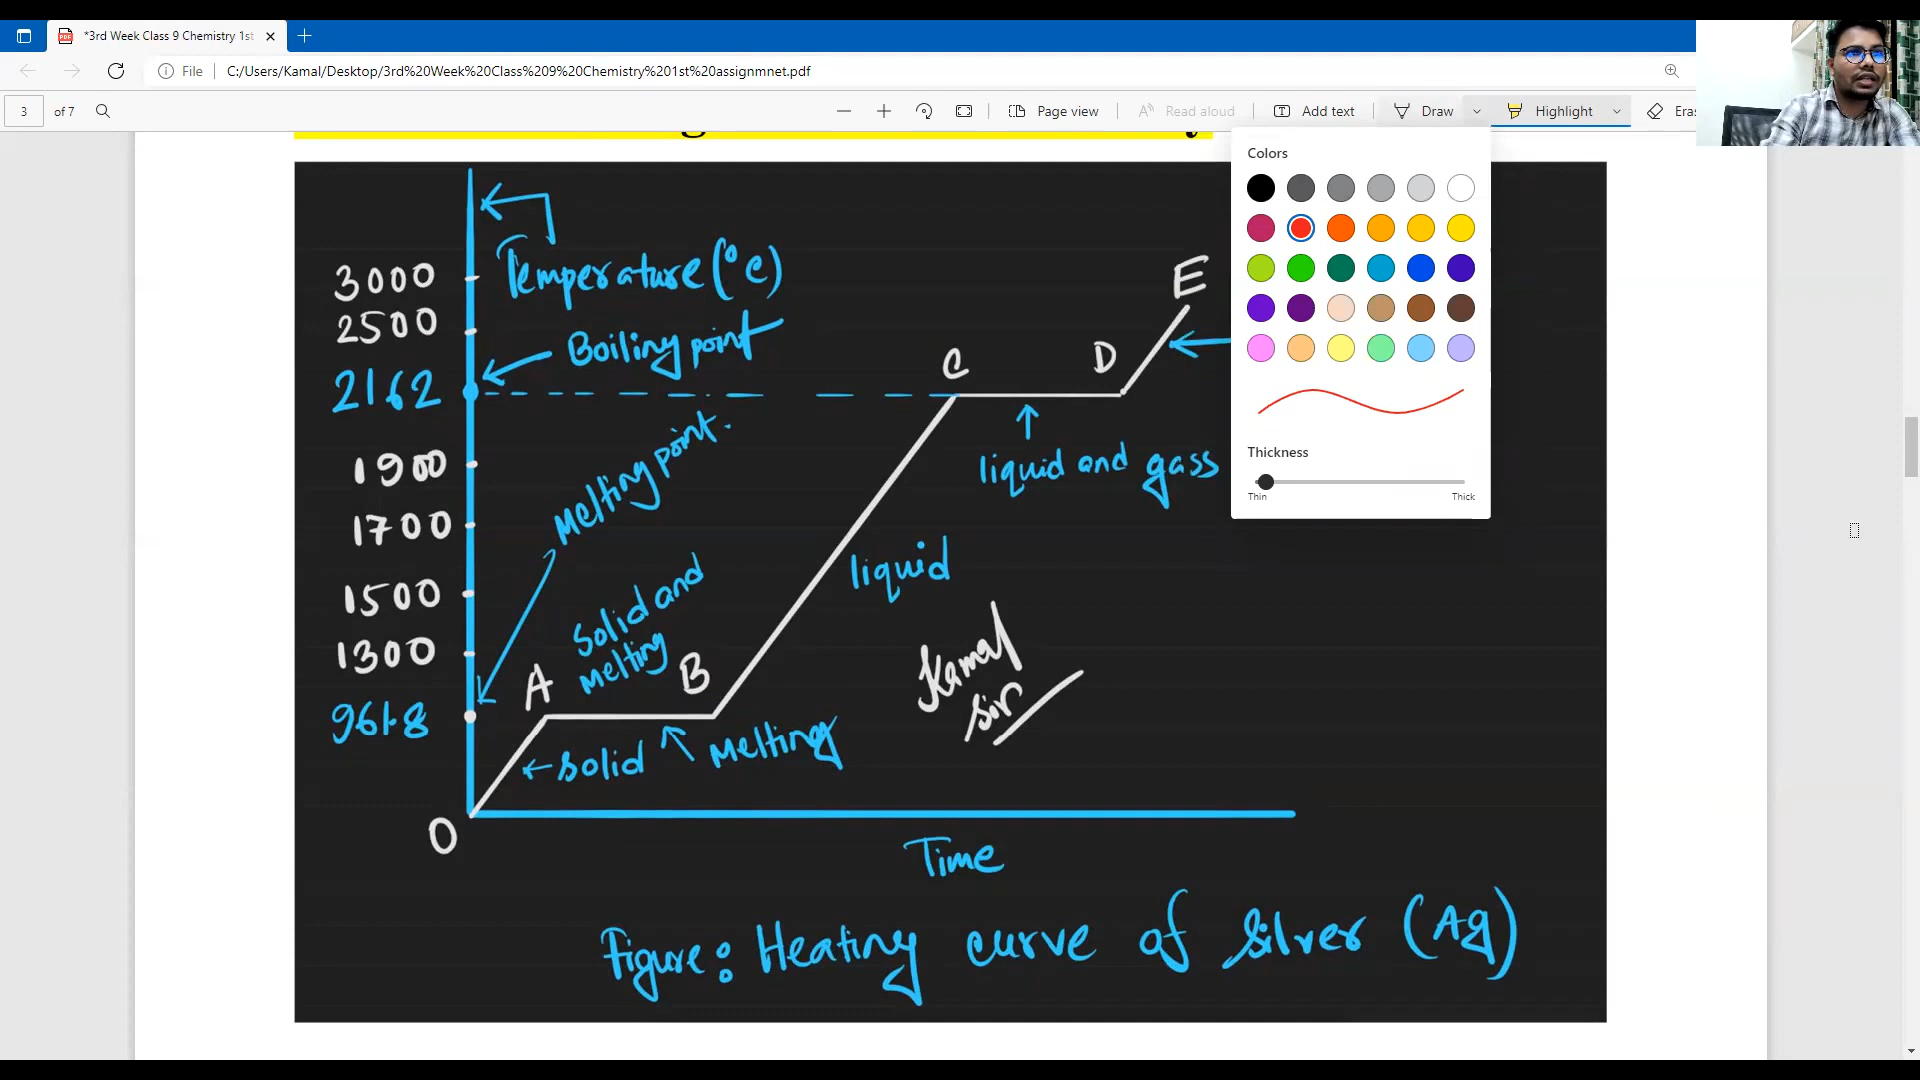 *3rd Week Class 9 Chemistry 1st
File C:/Users/Kamal/Desktop/3rd%20Week%20Class%209%20Chemistry%201st%20assignmnet.pdf
3 of 7 Page view Read aloud Add text Draw Highlight Eras
Colors
Thickness
Thin Thick
Temperature (°c)
3000
2500
Boiling point
2162
1900
1700
1500
1300
961.8
Melting point.
Solid and
melting
A
B
C
D
E
liquid and gass
liquid
Kamal
sir
← solid
Melting
O
Time
Figure: Heating curve of Silver (Ag)